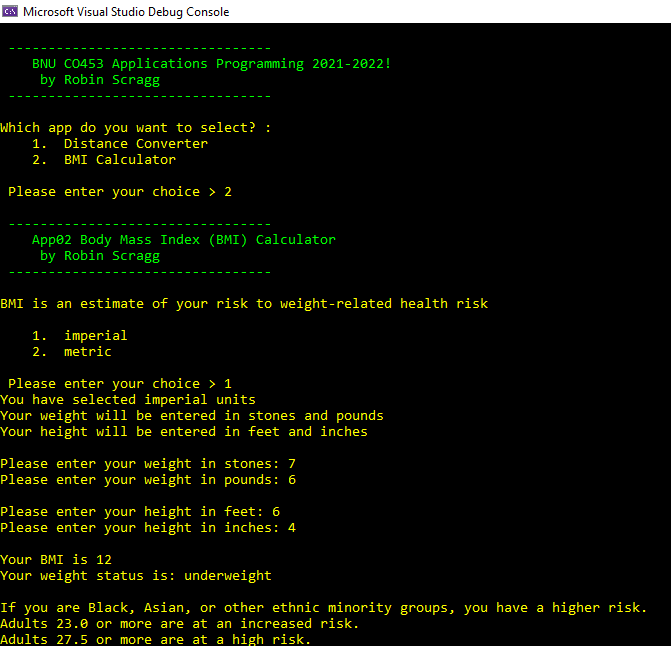 Microsoft Visual Studio Debug Console
---------------------------------
BNU CO453 Applications Programming 2021-2022!
by Robin Scragg
---------------------------------
Which app do you want to select? :
1. Distance Converter
2. BMI Calculator
Please enter your choice > 2
---------------------------------
App02 Body Mass Index (BMI) Calculator
by Robin Scragg
---------------------------------
BMI is an estimate of your risk to weight-related health risk
1. imperial
2. metric
Please enter your choice > 1
You have selected imperial units
Your weight will be entered in stones and pounds
Your height will be entered in feet and inches
Please enter your weight in stones: 7
Please enter your weight in pounds: 6
Please enter your height in feet: 6
Please enter your height in inches: 4
Your BMI is 12
Your weight status is: underweight
If you are Black, Asian, or other ethnic minority groups, you have a higher risk.
Adults 23.0 or more are at an increased risk.
Adults 27.5 or more are at a high risk.